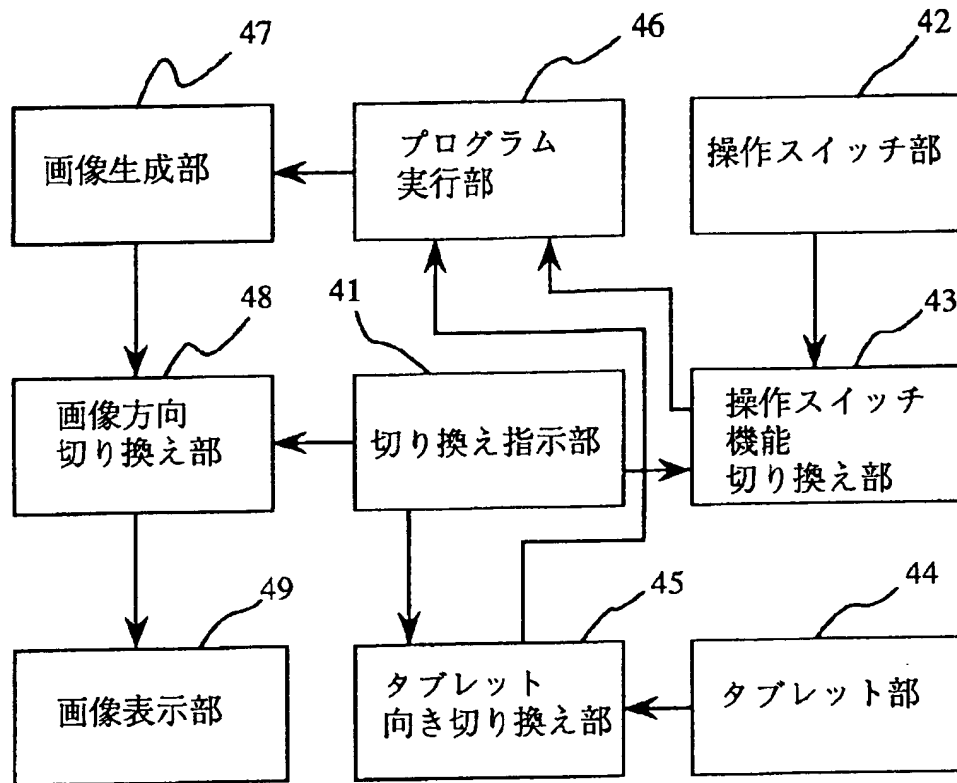 47
46
42
画像生成部
プログラム
実行部
操作スイッチ部
48
41
43
画像方向
切り換え部
切り換え指示部
操作スイッチ
機能
切り換え部
49
45
44
画像表示部
タブレット
向き切り換え部
タブレット部